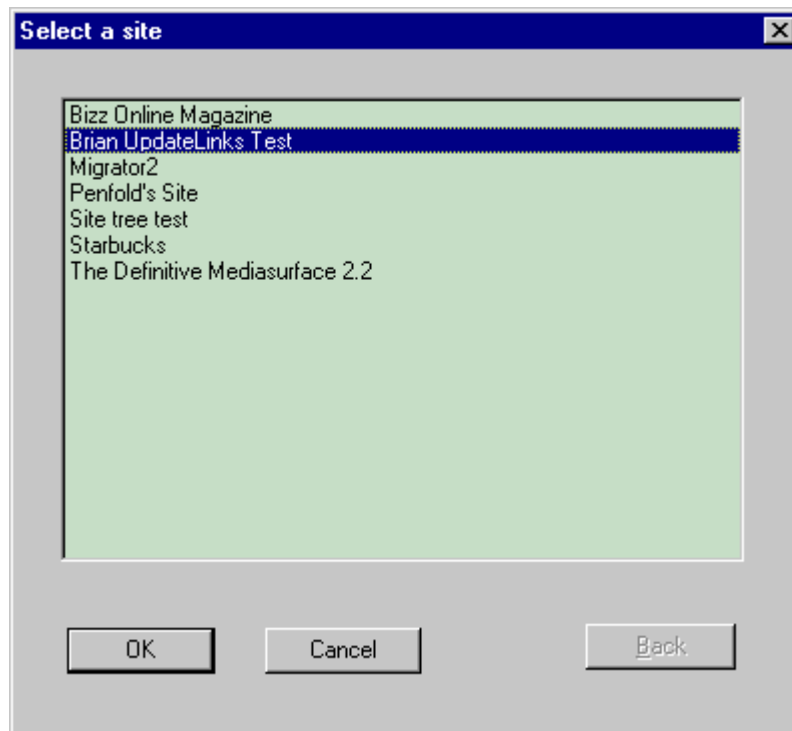 Select a site
Bizz Online Magazine
Brian UpdateLinks Test
Migrator2
Penfold's Site
Site tree test
Starbucks
The Definitive Mediasurface 2.2
OK Cancel Back